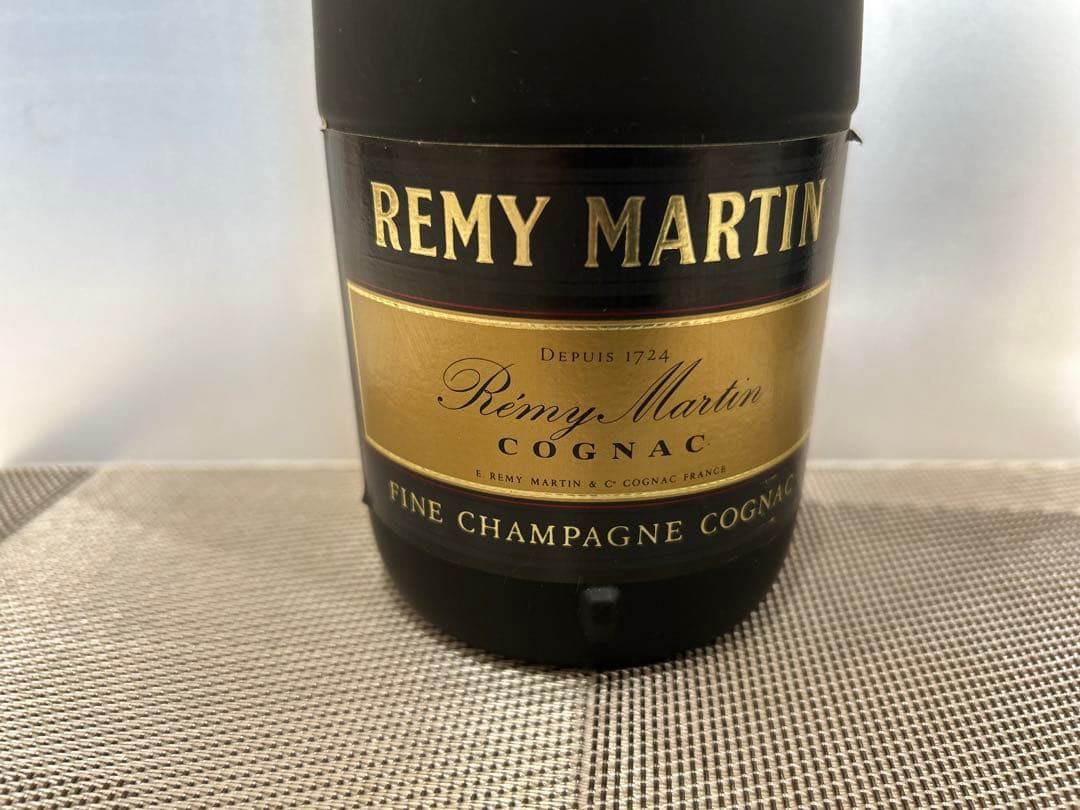 REMY MARTIN
DEPUIS 1724
Rémy Martin
COGNAC
E. REMY MARTIN & Cᵒ COGNAC FRANCE
FINE CHAMPAGNE COGNAC